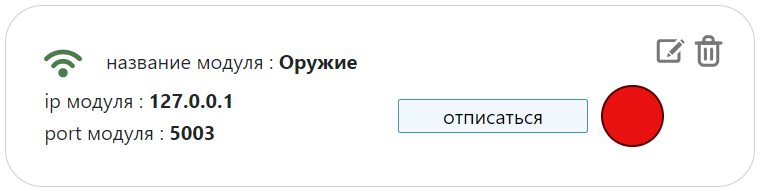 название модуля : Оружие
ip модуля : 127.0.0.1
port модуля : 5003
отписаться